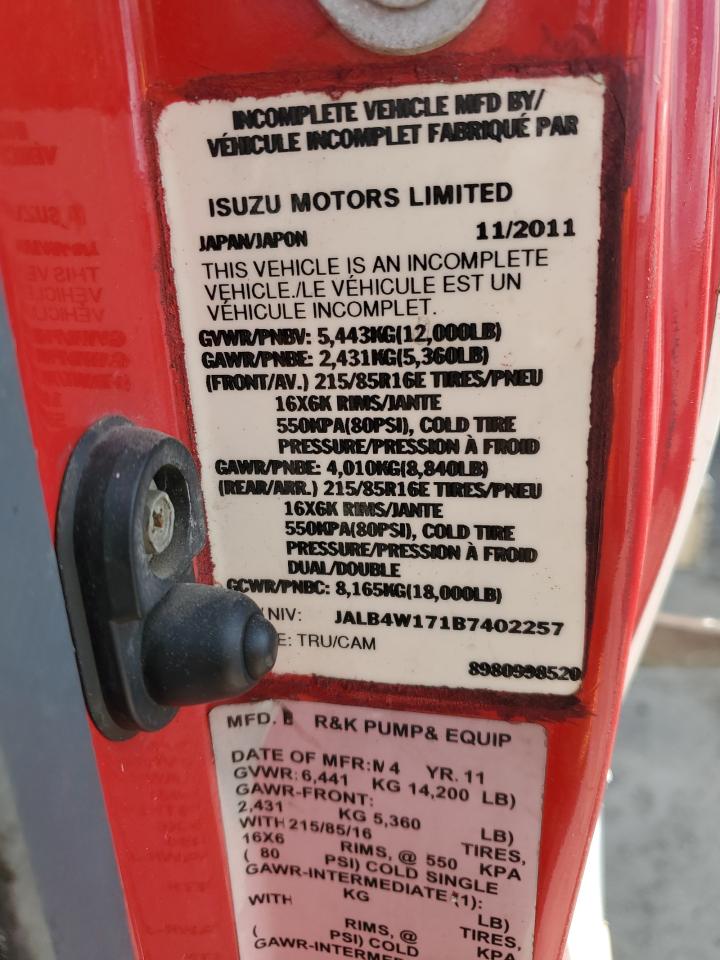 INCOMPLETE VEHICLE MFD BY/
VÉHICULE INCOMPLET FABRIQUÉ PAR
ISUZU MOTORS LIMITED
JAPAN/JAPON 11/2011
THIS VEHICLE IS AN INCOMPLETE
VEHICLE./LE VÉHICULE EST UN
VÉHICULE INCOMPLET.
GVWR/PNBV: 5,443KG(12,000LB)
GAWR/PNBE: 2,431KG(5,360LB)
(FRONT/AV.) 215/85R16E TIRES/PNEU
16X6K RIMS/JANTE
550KPA(80PSI), COLD TIRE
PRESSURE/PRESSION À FROID
GAWR/PNBE: 4,010KG(8,840LB)
(REAR/ARR.) 215/85R16E TIRES/PNEU
16X6K RIMS/JANTE
550KPA(80PSI), COLD TIRE
PRESSURE/PRESSION À FROID
DUAL/DOUBLE
GCWR/PNBC: 8,165KG(18,000LB)
NIV: JALB4W171B7402257
E: TRU/CAM
8980998520
MFD. B R&K PUMP& EQUIP
DATE OF MFR:M 4 YR. 11
GVWR: 6,441 KG 14,200 LB)
GAWR-FRONT:
2,431 KG 5,360 LB)
WITH 215/85/16 TIRES,
16X6 RIMS, @ 550 KPA
( 80 PSI) COLD SINGLE
GAWR-INTERMEDIATE (1):
KG LB)
WITH TIRES,
RIMS, @ KPA
( PSI) COLD
GAWR-INTERM